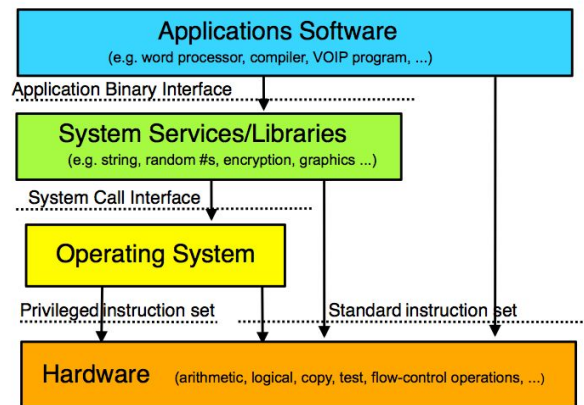 Applications Software
(e.g. word processor, compiler, VOIP program, ...)
Application Binary Interface
System Services/Libraries
(e.g. string, random #s, encryption, graphics ...)
System Call Interface
Operating System
Privileged instruction set
Standard instruction set
Hardware (arithmetic, logical, copy, test, flow-control operations, ...)